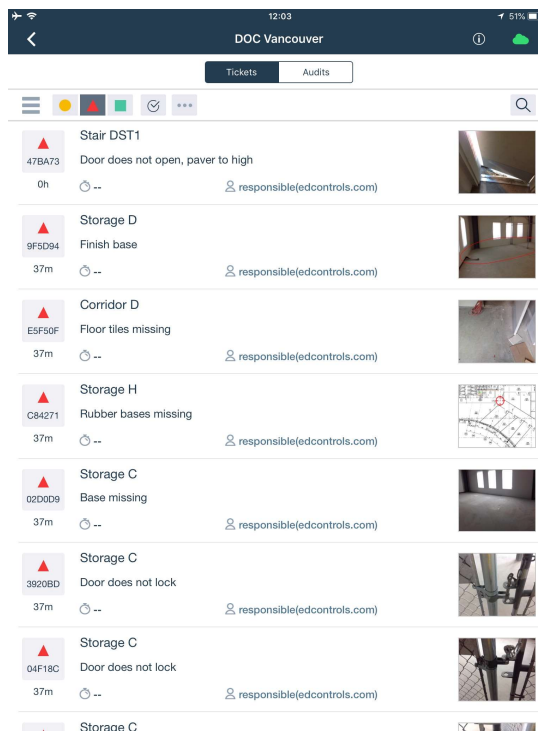 12:03
51%
DOC Vancouver
Tickets
Audits
Stair DST1
47BA73
Door does not open, paver to high
0h
--
responsible(edcontrols.com)
Storage D
9F5D94
Finish base
37m
--
responsible(edcontrols.com)
Corridor D
E5F50F
Floor tiles missing
37m
--
responsible(edcontrols.com)
Storage H
C84271
Rubber bases missing
37m
--
responsible(edcontrols.com)
Storage C
02D0D9
Base missing
37m
--
responsible(edcontrols.com)
Storage C
3920BD
Door does not lock
37m
--
responsible(edcontrols.com)
Storage C
04F18C
Door does not lock
37m
--
responsible(edcontrols.com)
Storage C